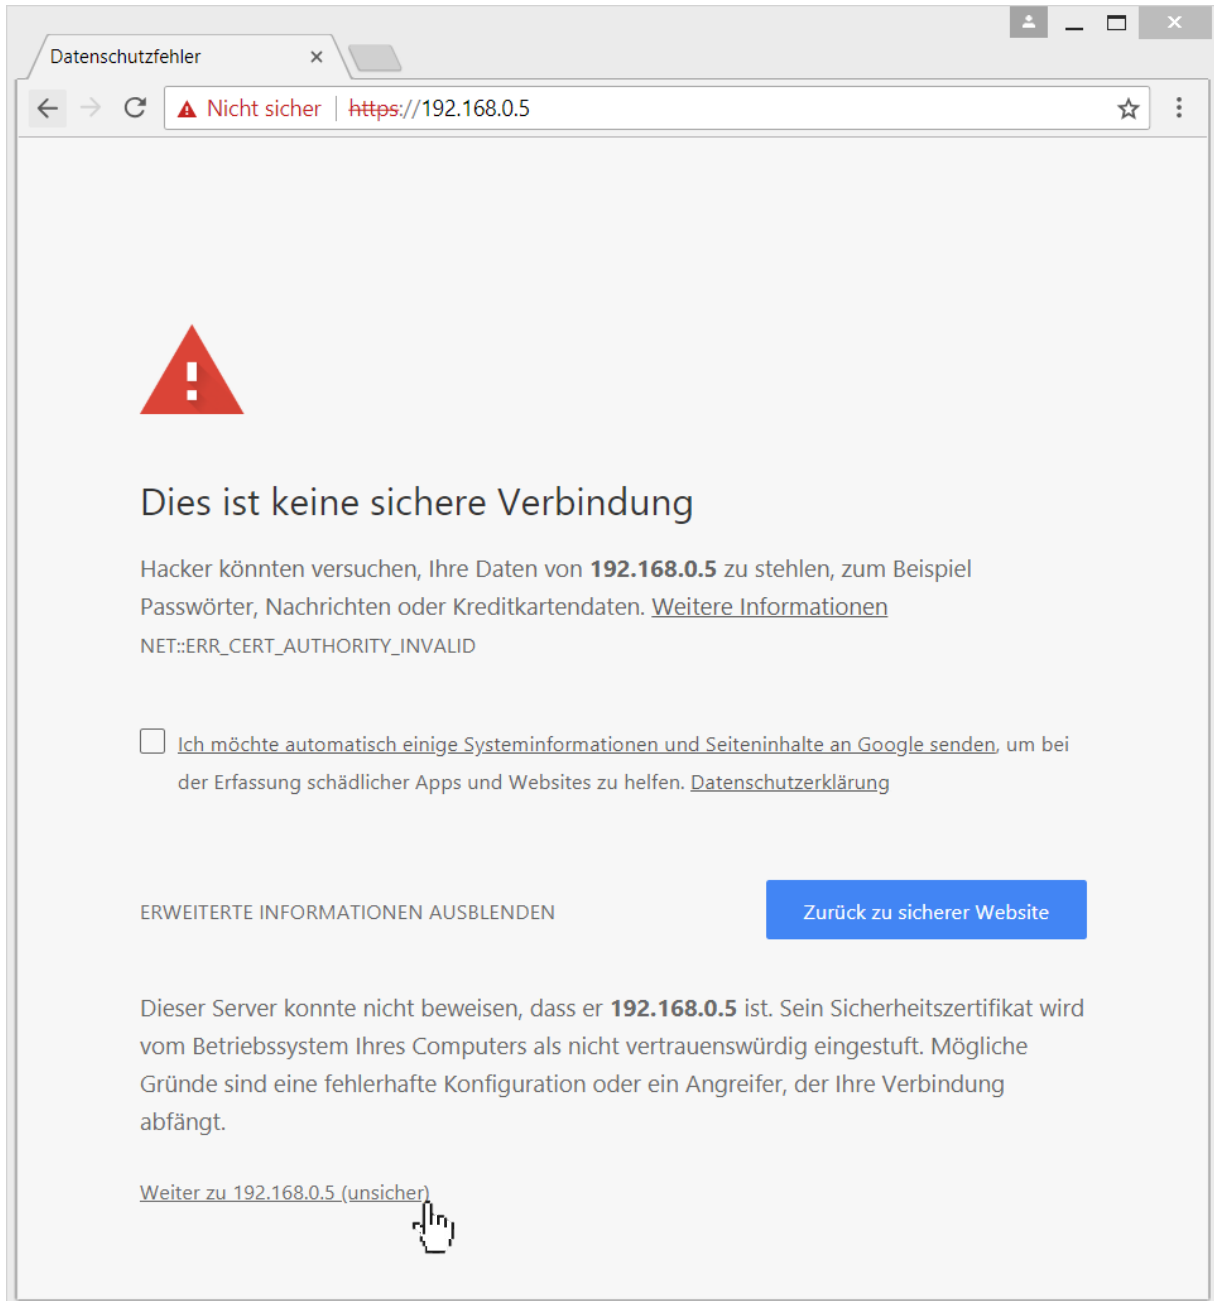 Datenschutzfehler
Nicht sicher https://192.168.0.5
Dies ist keine sichere Verbindung
Hacker könnten versuchen, Ihre Daten von 192.168.0.5 zu stehlen, zum Beispiel
Passwörter, Nachrichten oder Kreditkartendaten. Weitere Informationen
NET::ERR_CERT_AUTHORITY_INVALID
Ich möchte automatisch einige Systeminformationen und Seiteninhalte an Google senden, um bei
der Erfassung schädlicher Apps und Websites zu helfen. Datenschutzerklärung
ERWEITERTE INFORMATIONEN AUSBLENDEN
Zurück zu sicherer Website
Dieser Server konnte nicht beweisen, dass er 192.168.0.5 ist. Sein Sicherheitszertifikat wird
vom Betriebssystem Ihres Computers als nicht vertrauenswürdig eingestuft. Mögliche
Gründe sind eine fehlerhafte Konfiguration oder ein Angreifer, der Ihre Verbindung
abfängt.
Weiter zu 192.168.0.5 (unsicher)